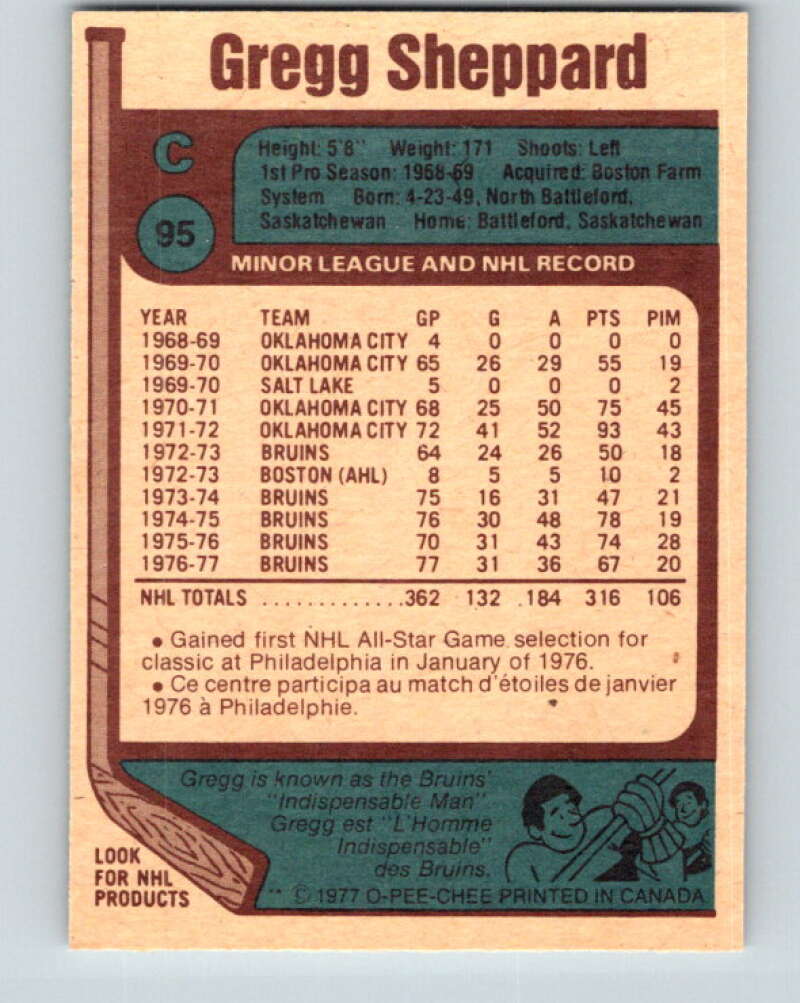 Gregg Sheppard
C
Height: 5'8" Weight: 171 Shoots: Left
1st Pro Season: 1968-69 Acquired: Boston Farm
System Born: 4-23-49, North Battleford,
Saskatchewan Home: Battleford, Saskatchewan
95
MINOR LEAGUE AND NHL RECORD
YEAR TEAM GP G A PTS PIM
1968-69 OKLAHOMA CITY 4 0 0 0 0
1969-70 OKLAHOMA CITY 65 26 29 55 19
1969-70 SALT LAKE 5 0 0 0 2
1970-71 OKLAHOMA CITY 68 25 50 75 45
1971-72 OKLAHOMA CITY 72 41 52 93 43
1972-73 BRUINS 64 24 26 50 18
1972-73 BOSTON (AHL) 8 5 5 10 2
1973-74 BRUINS 75 16 31 47 21
1974-75 BRUINS 76 30 48 78 19
1975-76 BRUINS 70 31 43 74 28
1976-77 BRUINS 77 31 36 67 20
NHL TOTALS .............362 132 184 316 106
• Gained first NHL All-Star Game selection for
classic at Philadelphia in January of 1976.
• Ce centre participa au match d'étoiles de janvier
1976 à Philadelphie.
Gregg is known as the Bruins'
"Indispensable Man"
Gregg est "L'Homme
Indispensable"
des Bruins.
LOOK
FOR NHL
PRODUCTS
** © 1977 O-PEE-CHEE PRINTED IN CANADA